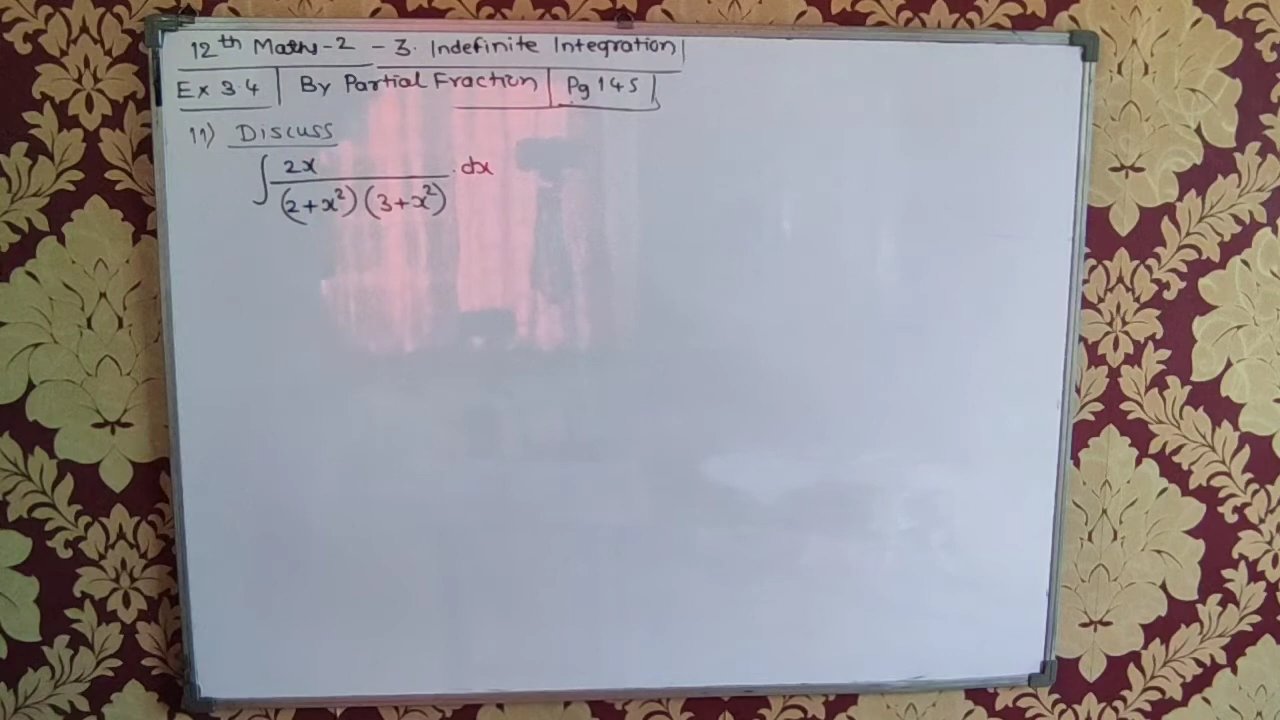 12th Maths-2 - 3. Indefinite Integration
Ex 3.4 | By Partial Fraction | Pg 145
11) Discuss
∫ 2x / (2+x²)(3+x²) . dx